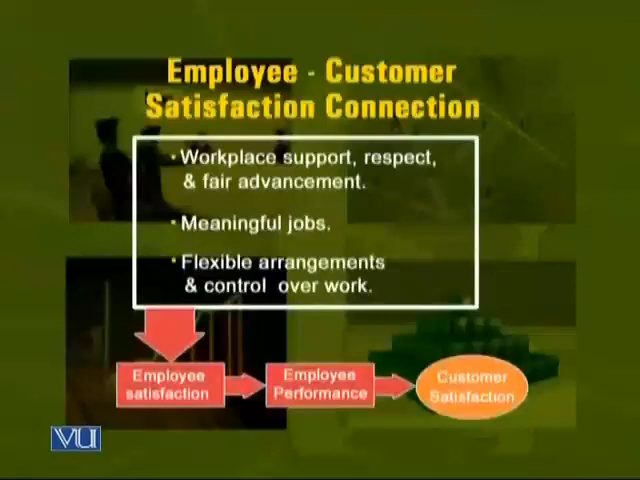 Employee - Customer
Satisfaction Connection
· Workplace support, respect,
& fair advancement.
· Meaningful jobs.
· Flexible arrangements
& control over work.
Employee
satisfaction
Employee
Performance
Customer
Satisfaction
VU